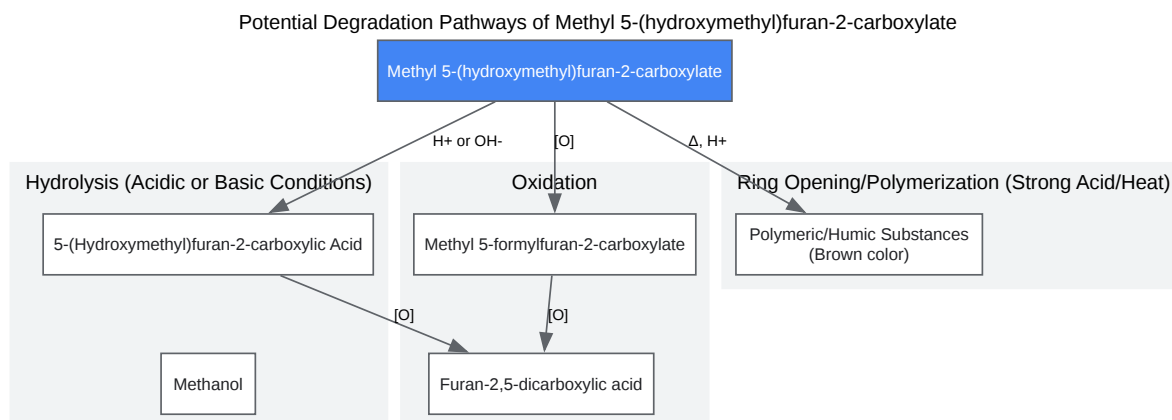 Potential Degradation Pathways of Methyl 5-(hydroxymethyl)furan-2-carboxylate
Methyl 5-(hydroxymethyl)furan-2-carboxylate
H+ or OH-
[O]
Δ, H+
Hydrolysis (Acidic or Basic Conditions)
Oxidation
Ring Opening/Polymerization (Strong Acid/Heat)
5-(Hydroxymethyl)furan-2-carboxylic Acid
Methyl 5-formylfuran-2-carboxylate
Polymeric/Humic Substances
(Brown color)
[O]
[O]
Methanol
Furan-2,5-dicarboxylic acid